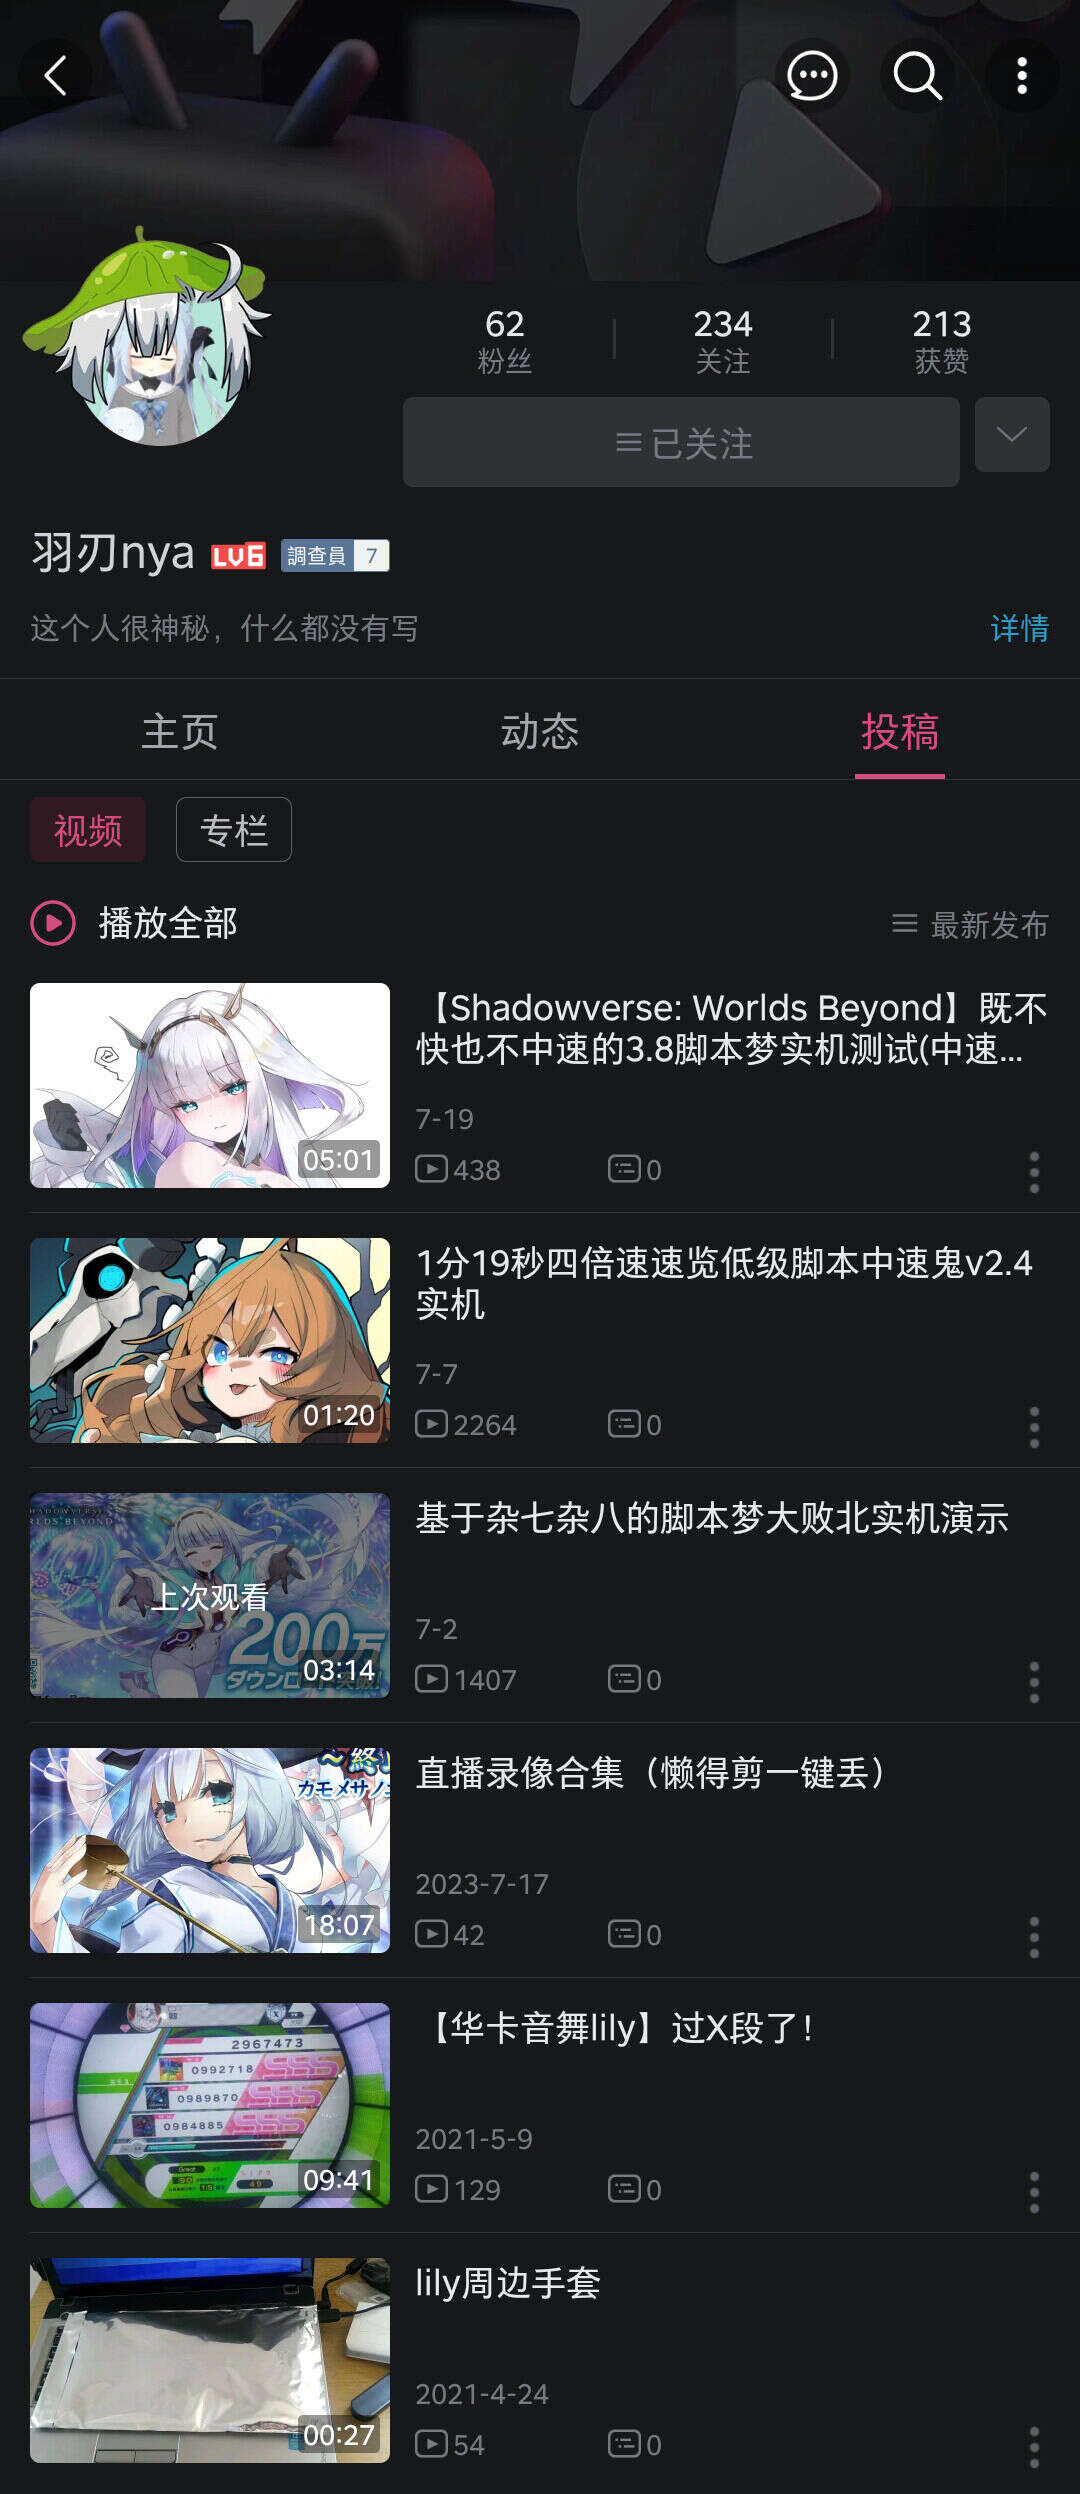 62
234
213
粉丝
关注
获赞
已关注
羽刃nya LV6 調查員 7
这个人很神秘，什么都没有写
详情
主页
动态
投稿
视频
专栏
播放全部
最新发布
05:01
【Shadowverse: Worlds Beyond】既不
快也不中速的3.8脚本梦实机测试(中速...
7-19
438
0
01:20
1分19秒四倍速速览低级脚本中速鬼v2.4
实机
7-7
2264
0
上次观看
200万
03:14
基于杂七杂八的脚本梦大败北实机演示
7-2
1407
0
カモメサノ
18:07
直播录像合集（懒得剪一键丢）
2023-7-17
42
0
2967473
0992718 SSS
0989870 SSS
0984885 SSS
09:41
【华卡音舞lily】过X段了！
2021-5-9
129
0
00:27
lily周边手套
2021-4-24
54
0